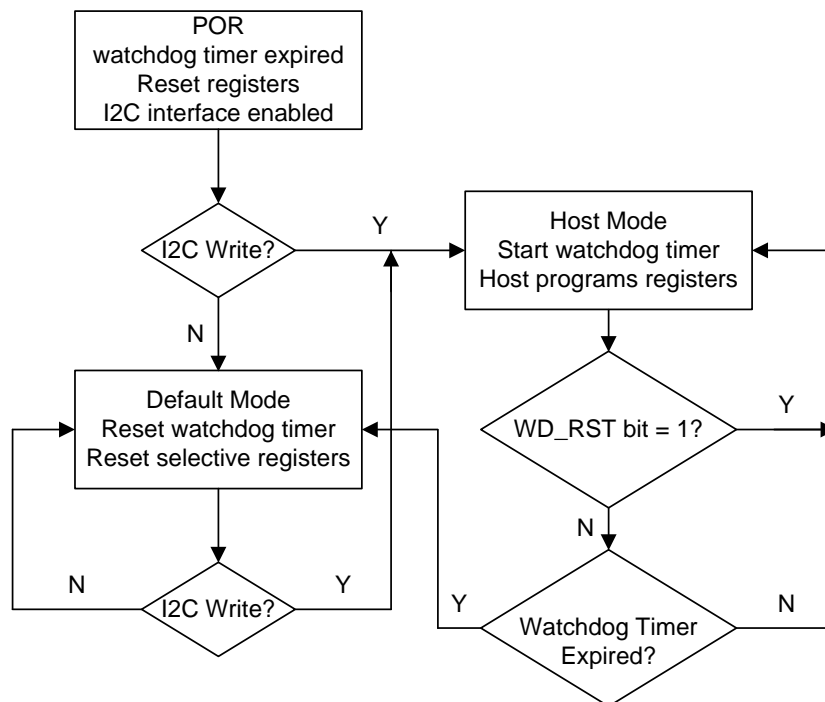 POR
watchdog timer expired
Reset registers
I2C interface enabled
I2C Write?
Y
N
Host Mode
Start watchdog timer
Host programs registers
Default Mode
Reset watchdog timer
Reset selective registers
WD_RST bit = 1?
Y
N
I2C Write?
N
Y
Watchdog Timer
Expired?
Y
N